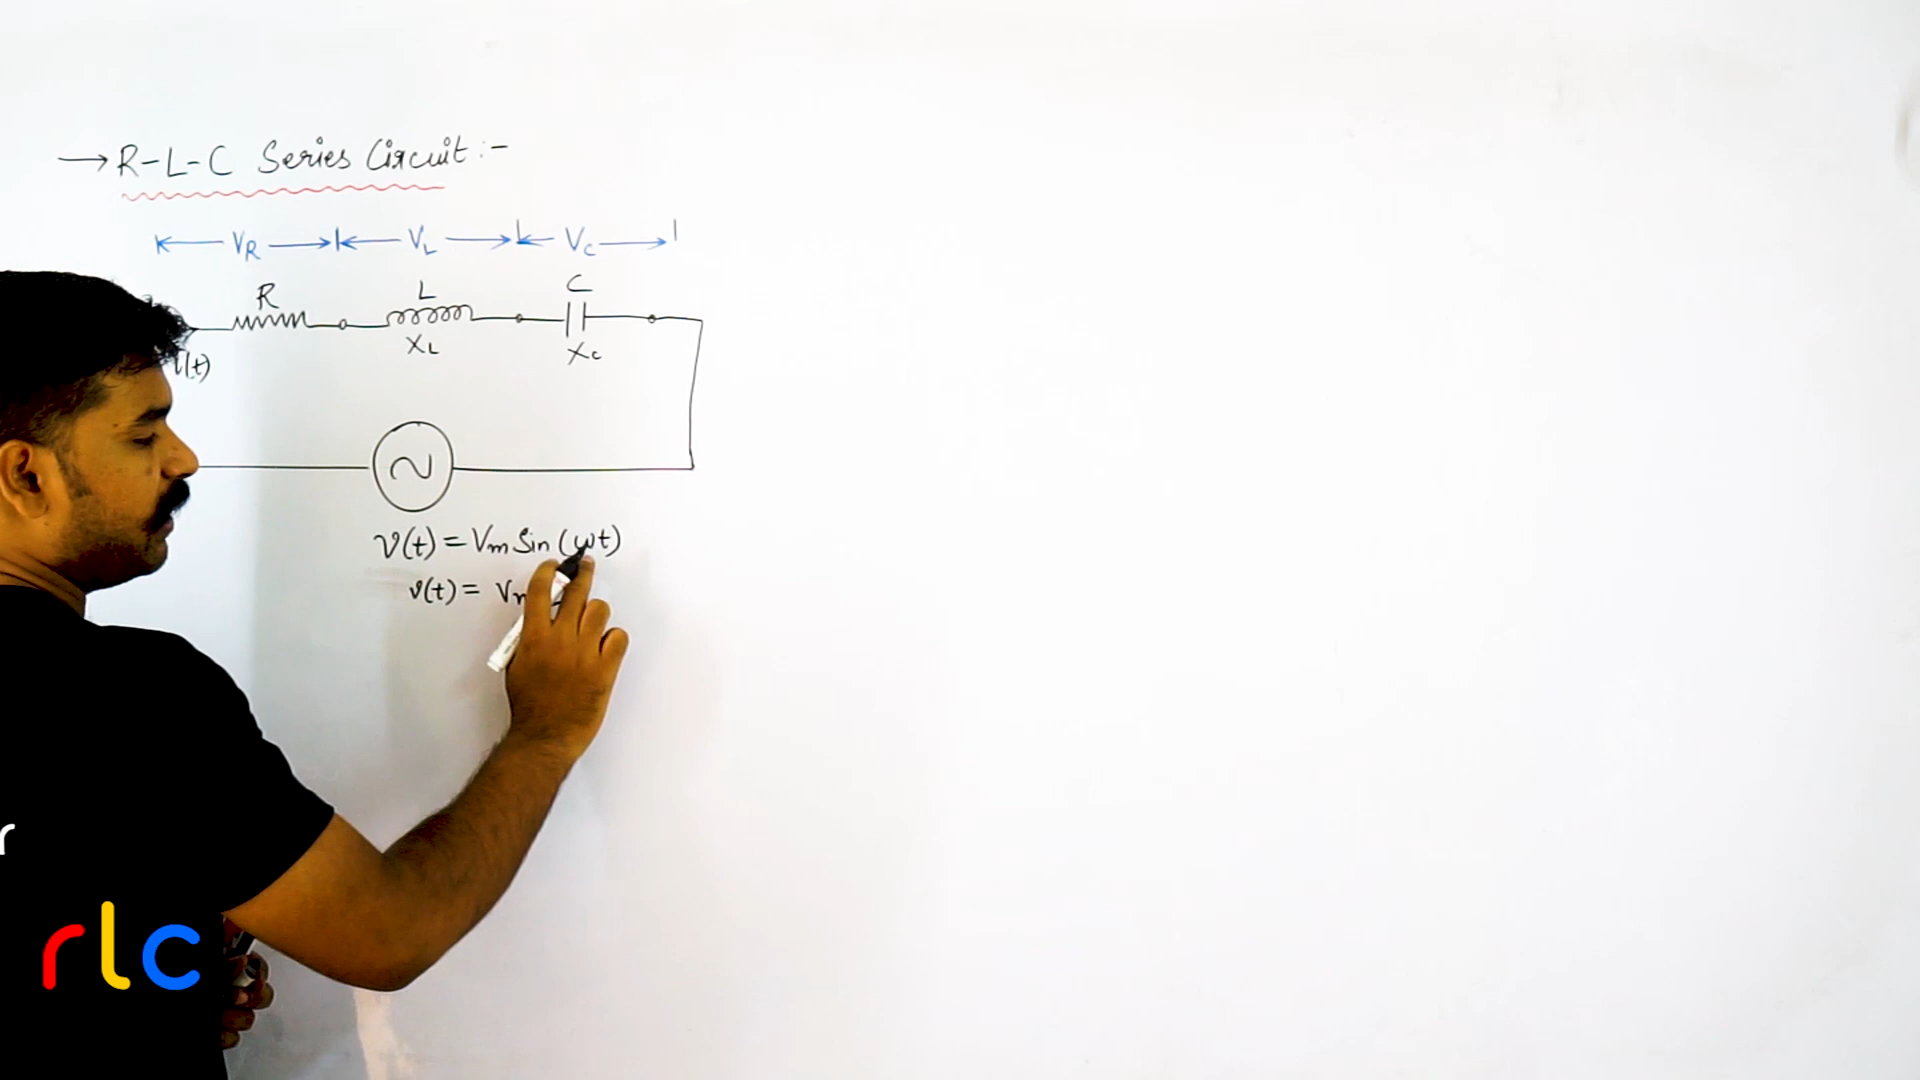 → R-L-C Series Circuit :-
VR VL VC
R L C
XL XC
(t)
V(t) = Vm Sin (ωt)
v(t) =
rlc